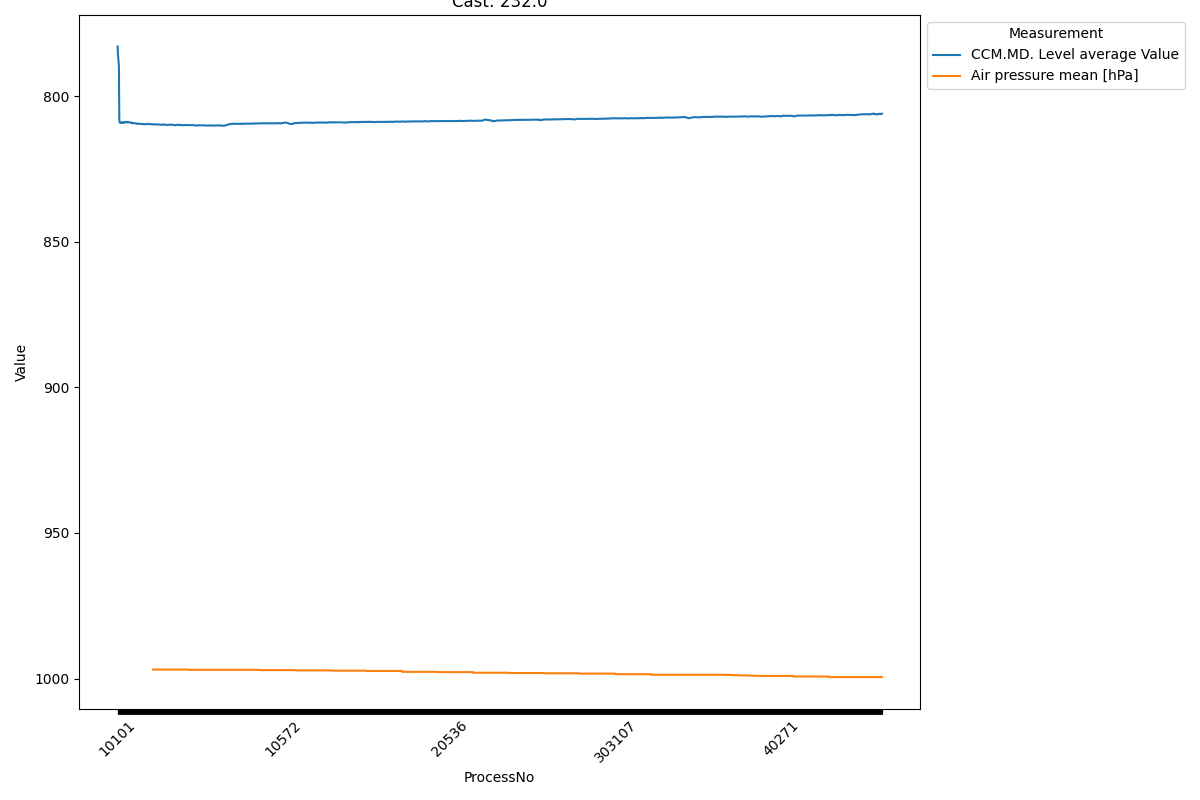 Cast: 232.0
Measurement
CCM.MD. Level average Value
Air pressure mean [hPa]
800
850
900
950
1000
Value
10101
10572
20536
303107
40271
ProcessNo